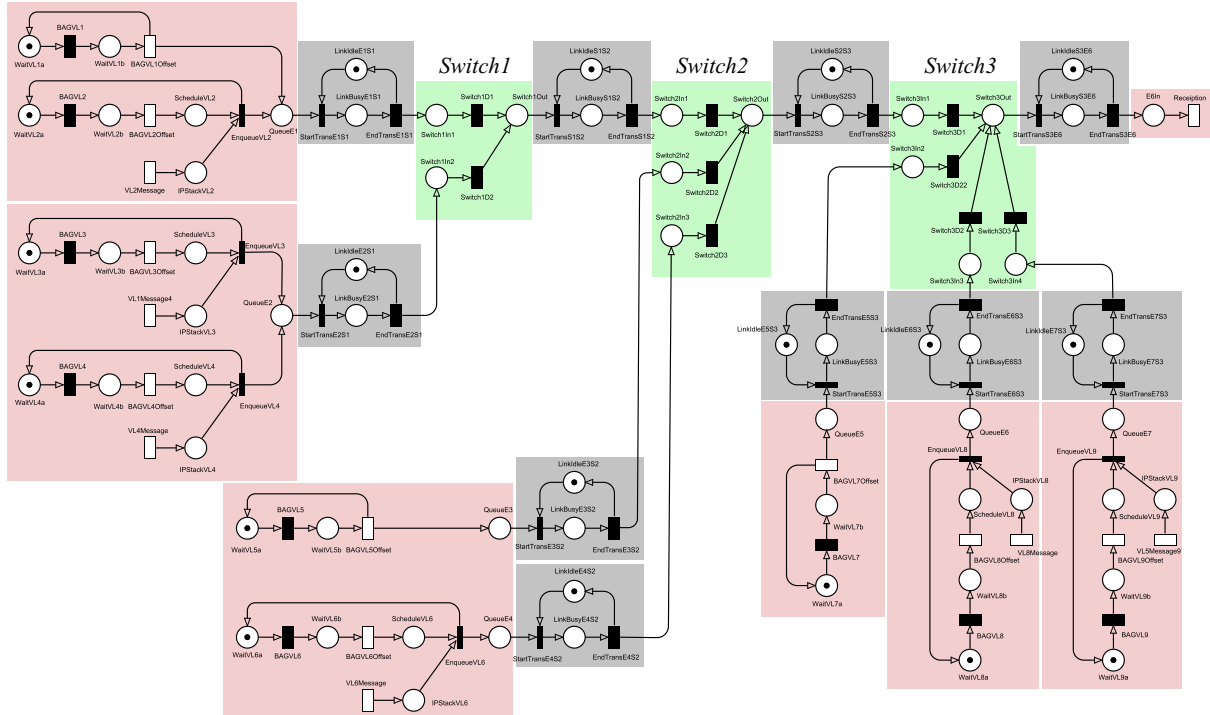 BAGVL1
WaitVL1a
WaitVL1b
BAGVL1Offset
BAGVL2
ScheduleVL2
WaitVL2a
WaitVL2b
BAGVL2Offset
EnqueueVL2
QueueE1
VL2Message
IPStackVL2
LinkIdleE1S1
LinkBusyE1S1
StartTransE1S1
EndTransE1S1
Switch1
Switch1D1
Switch1Out
Switch1In1
Switch1In2
Switch1D2
LinkIdleS1S2
LinkBusyS1S2
StartTransS1S2
EndTransS1S2
Switch2
Switch2In1
Switch2Out
Switch2D1
Switch2In2
Switch2D2
Switch2In3
Switch2D3
LinkIdleS2S3
LinkBusyS2S3
StartTransS2S3
EndTransS2S3
Switch3
Switch3In1
Switch3Out
Switch3D1
Switch3In2
Switch3D22
Switch3D2
Switch3D3
Switch3In3
Switch3In4
LinkIdleS3E6
LinkBusyS3E6
StartTransS3E6
EndTransS3E6
E6In
Receiption
BAGVL3
ScheduleVL3
EnqueueVL3
WaitVL3a
WaitVL3b
BAGVL3Offset
VL1Message4
IPStackVL3
QueueE2
BAGVL4
ScheduleVL4
WaitVL4a
WaitVL4b
BAGVL4Offset
EnqueueVL4
VL4Message
IPStackVL4
LinkIdleE2S1
LinkBusyE2S1
StartTransE2S1
EndTransE2S1
BAGVL5
WaitVL5a
WaitVL5b
BAGVL5Offset
QueueE3
LinkIdleE3S2
LinkBusyE3S2
StartTransE3S2
EndTransE3S2
WaitVL6b
ScheduleVL6
WaitVL6a
BAGVL6
BAGVL6Offset
EnqueueVL6
QueueE4
VL6Message
IPStackVL6
LinkIdleE4S2
LinkBusyE4S2
StartTransE4S2
EndTransE4S2
EndTransE5S3
LinkIdleE5S3
LinkBusyE5S3
StartTransE5S3
QueueE5
BAGVL7Offset
WaitVL7b
BAGVL7
WaitVL7a
EndTransE6S3
LinkIdleE6S3
LinkBusyE6S3
StartTransE6S3
QueueE6
EnqueueVL8
IPStackVL8
ScheduleVL8
VL8Message
BAGVL8Offset
WaitVL8b
BAGVL8
WaitVL8a
EndTransE7S3
LinkIdleE7S3
LinkBusyE7S3
StartTransE7S3
QueueE7
EnqueueVL9
IPStackVL9
ScheduleVL9
VL5Message9
BAGVL9Offset
WaitVL9b
BAGVL9
WaitVL9a